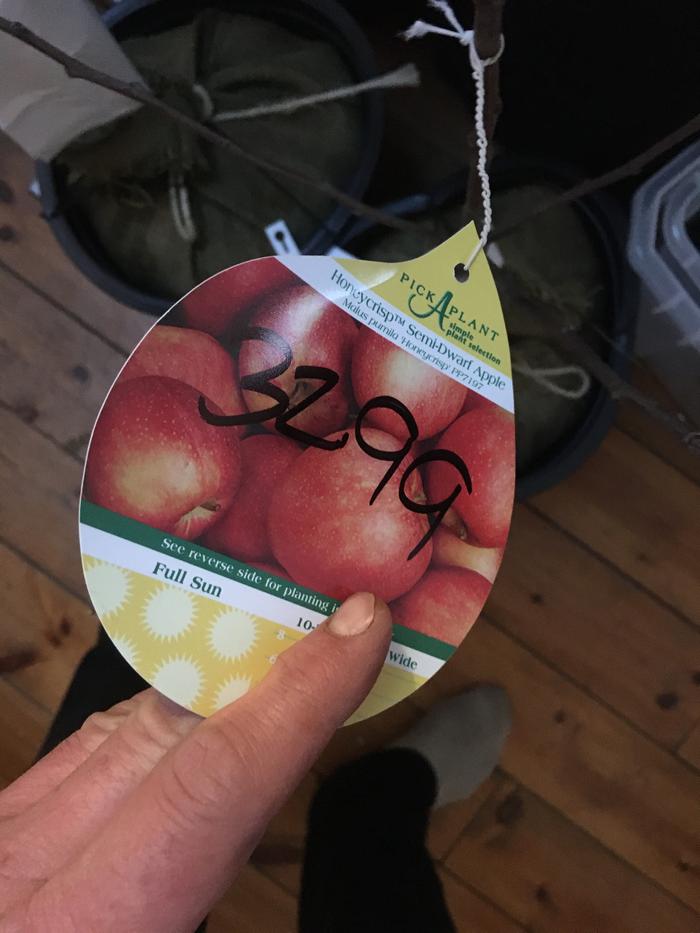 PICK A PLANT
simple
plant selection
Honeycrisp™ Semi-Dwarf Apple
Malus pumila 'Honeycrisp' PP7197
3299
See reverse side for planting
Full Sun
wide
8